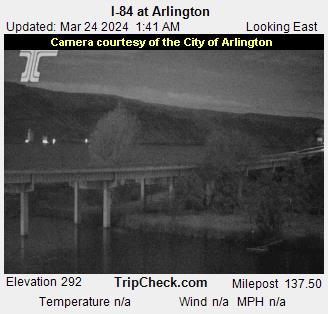 I-84 at Arlington
Updated: Mar 24 2024 1:41 AM Looking East
Camera courtesy of the City of Arlington
Elevation 292 TripCheck.com Milepost 137.50
Temperature n/a Wind n/a MPH n/a